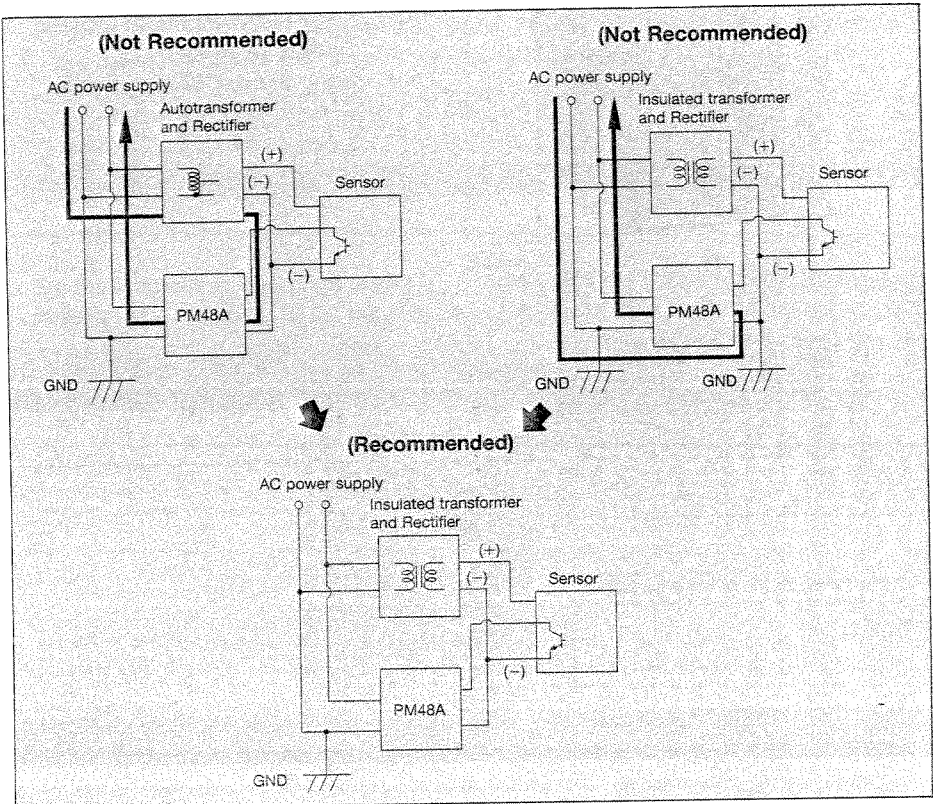 (Not Recommended)
AC power supply
Autotransformer
and Rectifier
(+)
(−)
Sensor
(−)
PM48A
GND
(Not Recommended)
AC power supply
Insulated transformer
and Rectifier
(+)
(−)
Sensor
(−)
PM48A
GND
GND
(Recommended)
AC power supply
Insulated transformer
and Rectifier
(+)
(−)
Sensor
(−)
PM48A
GND